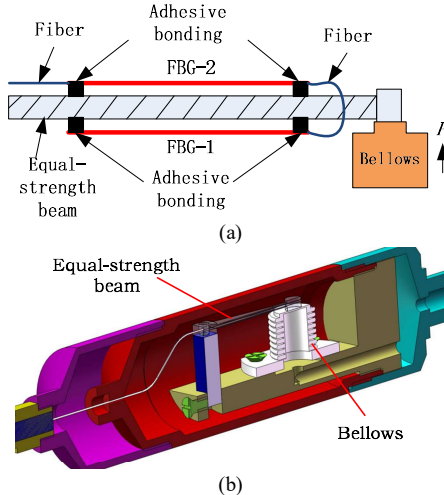 Fiber
Adhesive
bonding
Fiber
FBG-2
FBG-1
Equal-
strength
beam
Adhesive
bonding
Bellows
(a)
Equal-strength
beam
Bellows
(b)